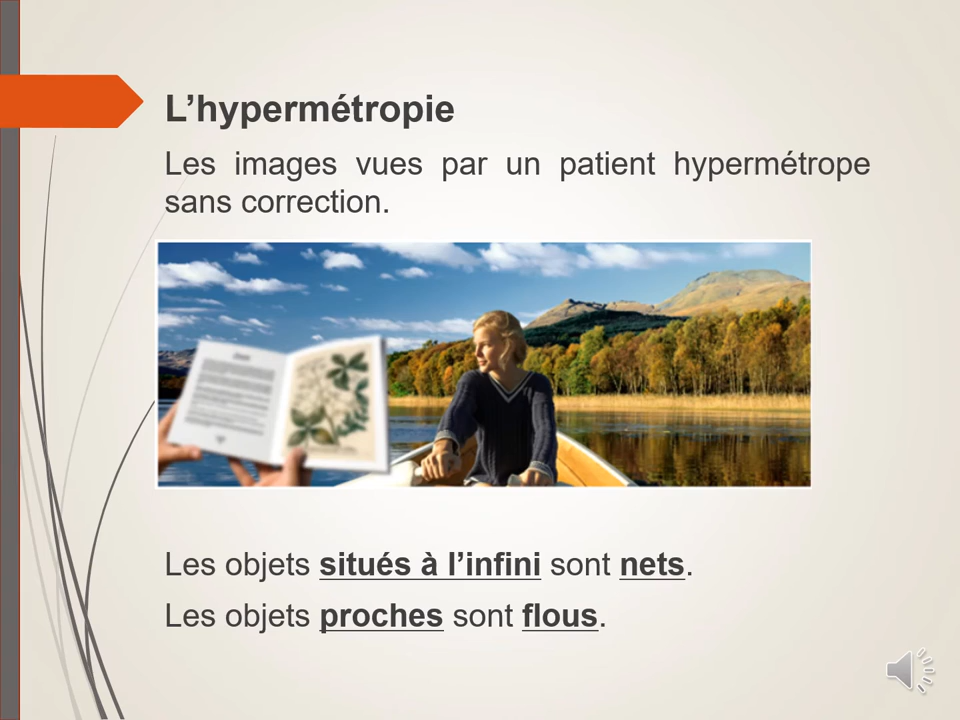 L’hypermétropie
Les images vues par un patient hypermétrope
sans correction.
Les objets situés à l’infini sont nets.
Les objets proches sont flous.